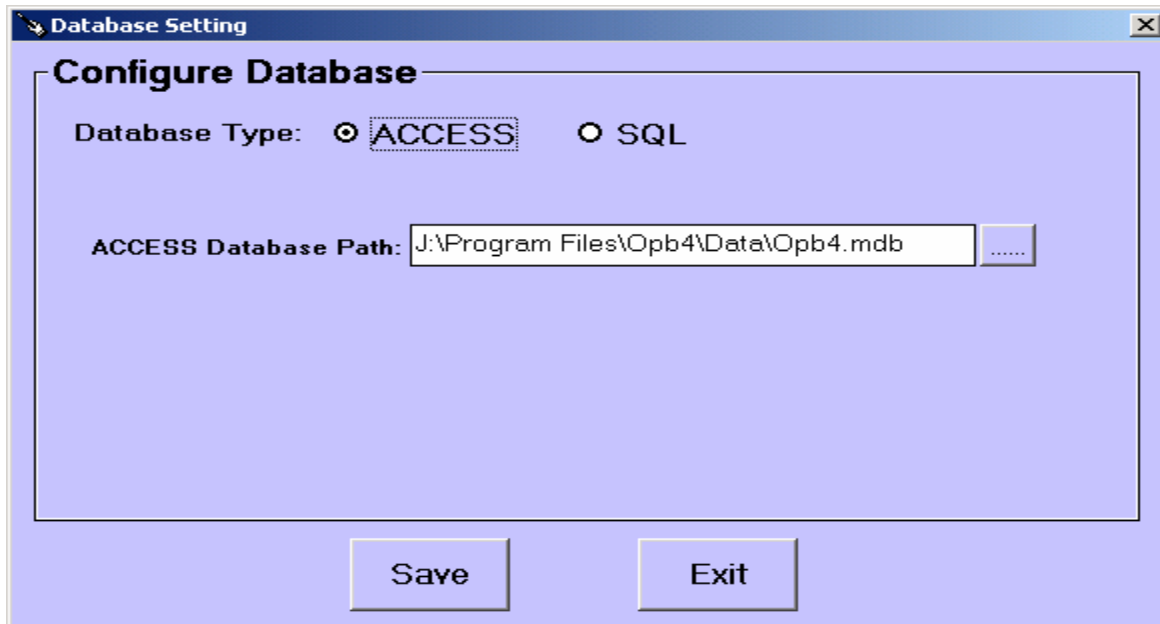 Database Setting
Configure Database
Database Type: ACCESS SQL
ACCESS Database Path: J:\Program Files\Opb4\Data\Opb4.mdb ......
Save Exit